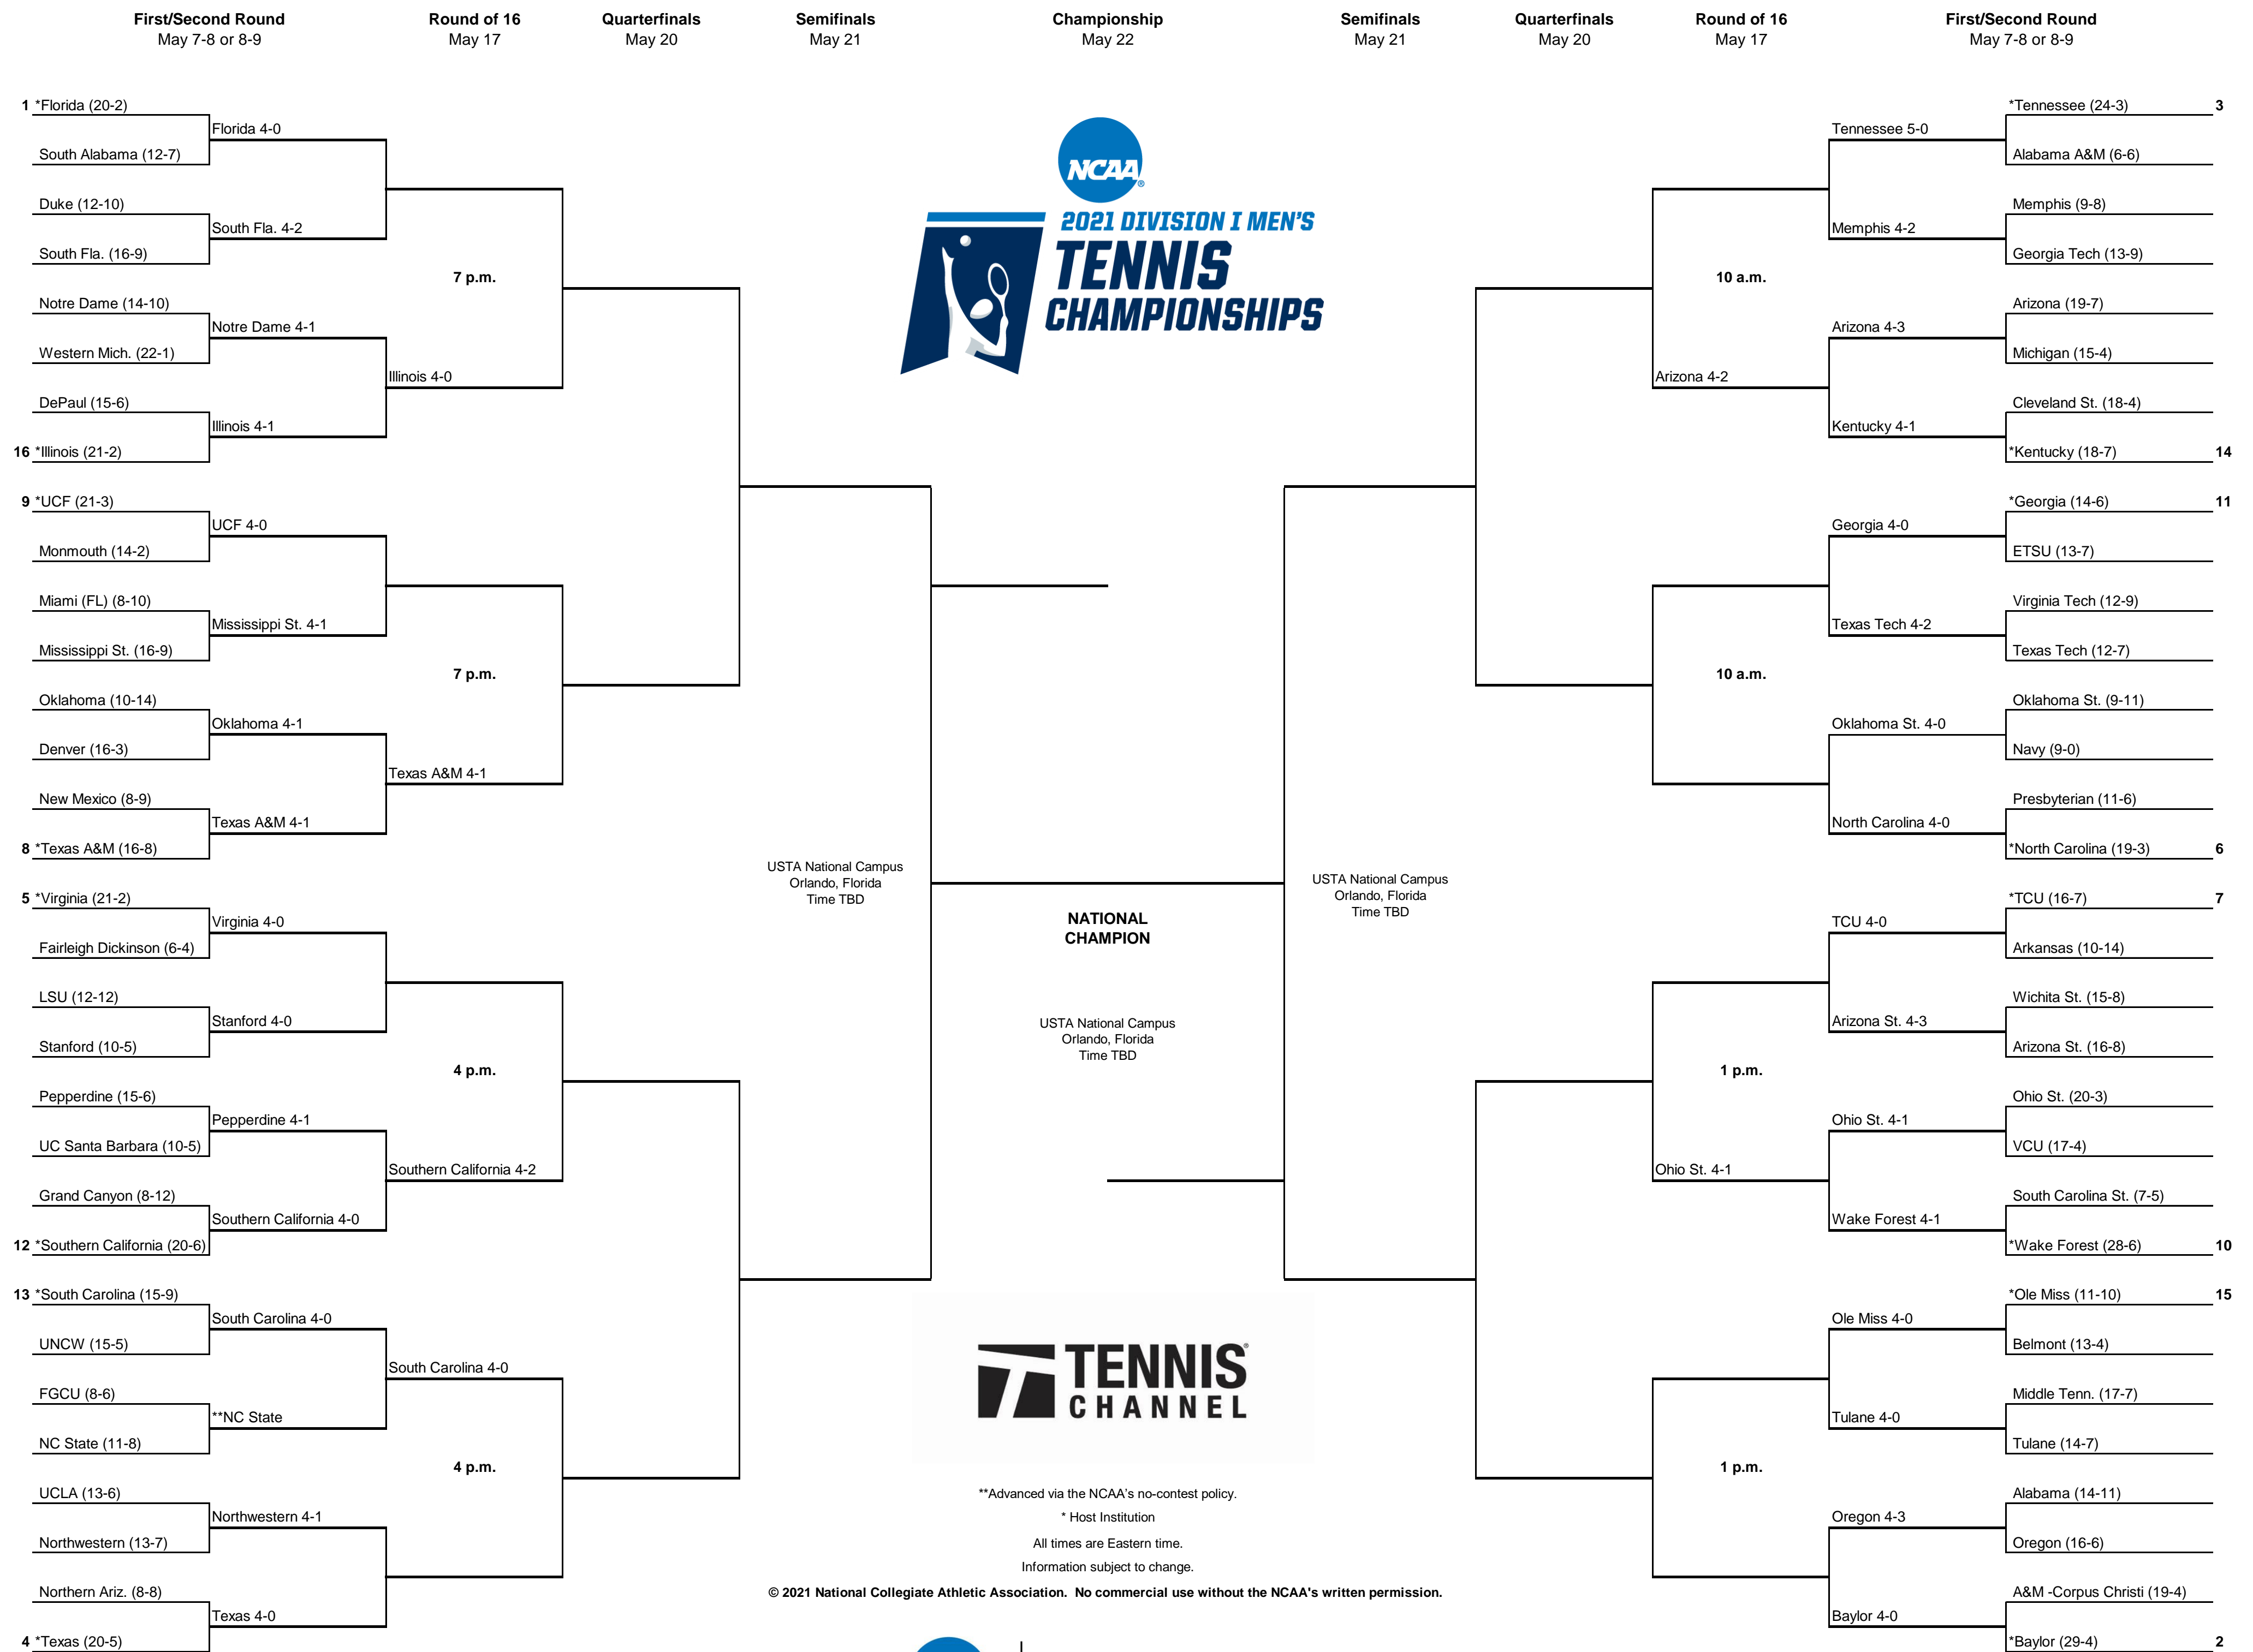 First/Second Round
May 7-8 or 8-9
Round of 16
May 17
Quarterfinals
May 20
Semifinals
May 21
Championship
May 22
Semifinals
May 21
Quarterfinals
May 20
Round of 16
May 17
First/Second Round
May 7-8 or 8-9
1 *Florida (20-2)
Florida 4-0
South Alabama (12-7)
Duke (12-10)
South Fla. 4-2
South Fla. (16-9)
7 p.m.
Notre Dame (14-10)
Notre Dame 4-1
Western Mich. (22-1)
Illinois 4-0
DePaul (15-6)
Illinois 4-1
16 *Illinois (21-2)
9 *UCF (21-3)
UCF 4-0
Monmouth (14-2)
Miami (FL) (8-10)
Mississippi St. 4-1
Mississippi St. (16-9)
7 p.m.
Oklahoma (10-14)
Oklahoma 4-1
Denver (16-3)
Texas A&M 4-1
New Mexico (8-9)
Texas A&M 4-1
8 *Texas A&M (16-8)
5 *Virginia (21-2)
Virginia 4-0
Fairleigh Dickinson (6-4)
LSU (12-12)
Stanford 4-0
Stanford (10-5)
4 p.m.
Pepperdine (15-6)
Pepperdine 4-1
UC Santa Barbara (10-5)
Southern California 4-2
Grand Canyon (8-12)
Southern California 4-0
12 *Southern California (20-6)
13 *South Carolina (15-9)
South Carolina 4-0
UNCW (15-5)
South Carolina 4-0
FGCU (8-6)
**NC State
NC State (11-8)
4 p.m.
UCLA (13-6)
Northwestern 4-1
Northwestern (13-7)
Northern Ariz. (8-8)
Texas 4-0
4 *Texas (20-5)
NCAA®
2021 DIVISION I MEN'S
TENNIS
CHAMPIONSHIPS
USTA National Campus
Orlando, Florida
Time TBD
NATIONAL
CHAMPION
USTA National Campus
Orlando, Florida
Time TBD
USTA National Campus
Orlando, Florida
Time TBD
TENNIS®
CHANNEL
**Advanced via the NCAA's no-contest policy.
* Host Institution
All times are Eastern time.
Information subject to change.
© 2021 National Collegiate Athletic Association. No commercial use without the NCAA's written permission.
*Tennessee (24-3) 3
Tennessee 5-0
Alabama A&M (6-6)
Memphis (9-8)
Memphis 4-2
Georgia Tech (13-9)
10 a.m.
Arizona (19-7)
Arizona 4-3
Michigan (15-4)
Arizona 4-2
Cleveland St. (18-4)
Kentucky 4-1
*Kentucky (18-7) 14
*Georgia (14-6) 11
Georgia 4-0
ETSU (13-7)
Virginia Tech (12-9)
Texas Tech 4-2
Texas Tech (12-7)
10 a.m.
Oklahoma St. (9-11)
Oklahoma St. 4-0
Navy (9-0)
Presbyterian (11-6)
North Carolina 4-0
*North Carolina (19-3) 6
*TCU (16-7) 7
TCU 4-0
Arkansas (10-14)
Wichita St. (15-8)
Arizona St. 4-3
Arizona St. (16-8)
1 p.m.
Ohio St. (20-3)
Ohio St. 4-1
VCU (17-4)
Ohio St. 4-1
South Carolina St. (7-5)
Wake Forest 4-1
*Wake Forest (28-6) 10
*Ole Miss (11-10) 15
Ole Miss 4-0
Belmont (13-4)
Middle Tenn. (17-7)
Tulane 4-0
Tulane (14-7)
1 p.m.
Alabama (14-11)
Oregon 4-3
Oregon (16-6)
A&M -Corpus Christi (19-4)
Baylor 4-0
*Baylor (29-4) 2